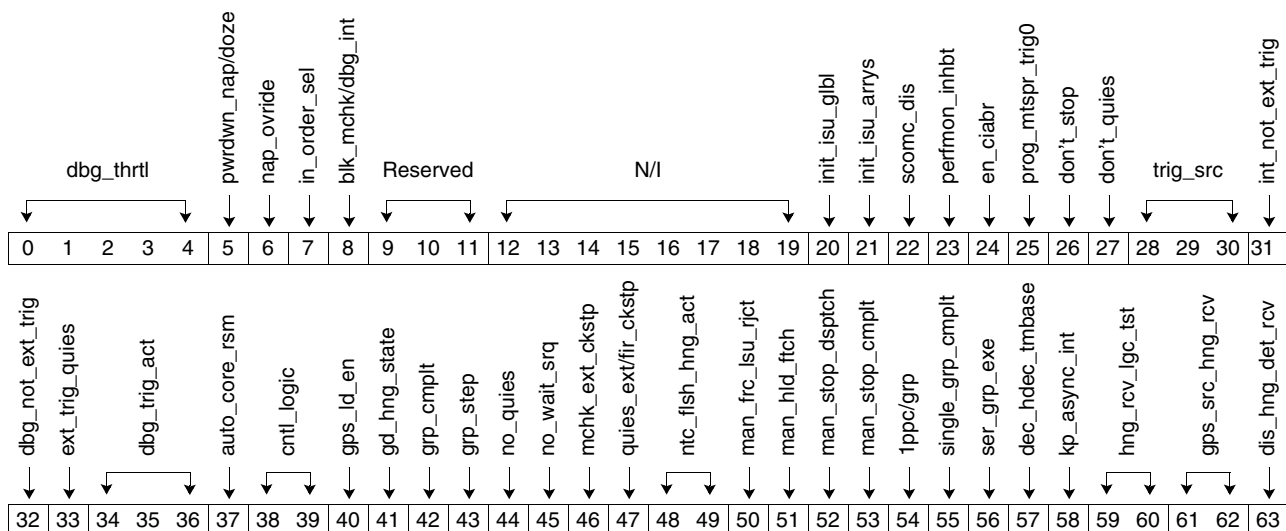 dbg_thrtl
pwrdwn_nap/doze
nap_ovride
in_order_sel
blk_mchk/dbg_int
Reserved
N/I
init_isu_glbl
init_isu_arrys
scomc_dis
perfmon_inhbt
en_ciabr
prog_mtspr_trig0
don't_stop
don't_quies
trig_src
int_not_ext_trig
0 1 2 3 4 5 6 7 8 9 10 11 12 13 14 15 16 17 18 19 20 21 22 23 24 25 26 27 28 29 30 31
dbg_not_ext_trig
ext_trig_quies
dbg_trig_act
auto_core_rsm
cntl_logic
gps_ld_en
gd_hng_state
grp_cmplt
grp_step
no_quies
no_wait_srq
mchk_ext_ckstp
quies_ext/fir_ckstp
ntc_flsh_hng_act
man_frc_lsu_rjct
man_hld_ftch
man_stop_dsptch
man_stop_cmplt
1ppc/grp
single_grp_cmplt
ser_grp_exe
dec_hdec_tmbase
kp_async_int
hng_rcv_lgc_tst
gps_src_hng_rcv
dis_hng_det_rcv
32 33 34 35 36 37 38 39 40 41 42 43 44 45 46 47 48 49 50 51 52 53 54 55 56 57 58 59 60 61 62 63